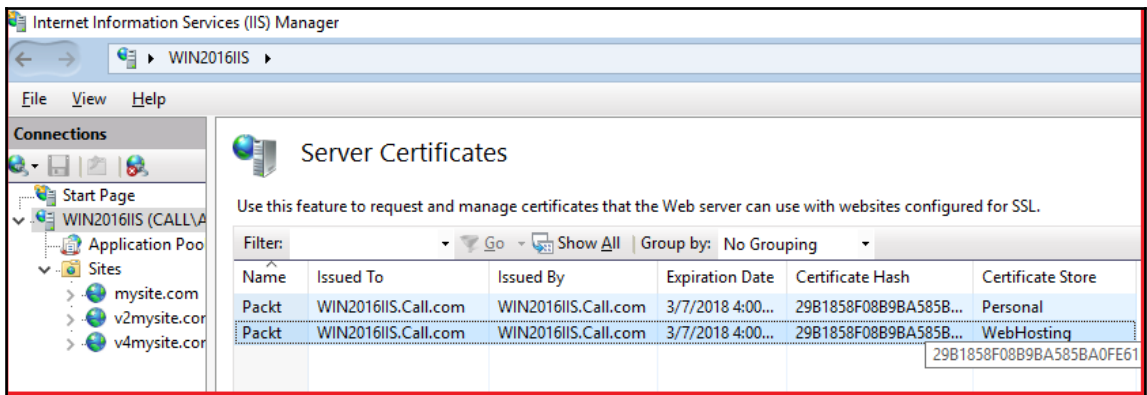 Internet Information Services (IIS) Manager
WIN2016IIS
File View Help
Connections
Start Page
WIN2016IIS (CALL\A
Application Poo
Sites
mysite.com
v2mysite.cor
v4mysite.cor
Server Certificates
Use this feature to request and manage certificates that the Web server can use with websites configured for SSL.
Filter: Go Show All Group by: No Grouping
Name Issued To Issued By Expiration Date Certificate Hash Certificate Store
Packt WIN2016IIS.Call.com WIN2016IIS.Call.com 3/7/2018 4:00... 29B1858F08B9BA585B... Personal
Packt WIN2016IIS.Call.com WIN2016IIS.Call.com 3/7/2018 4:00... 29B1858F08B9BA585B... WebHosting
29B1858F08B9BA585BA0FE61